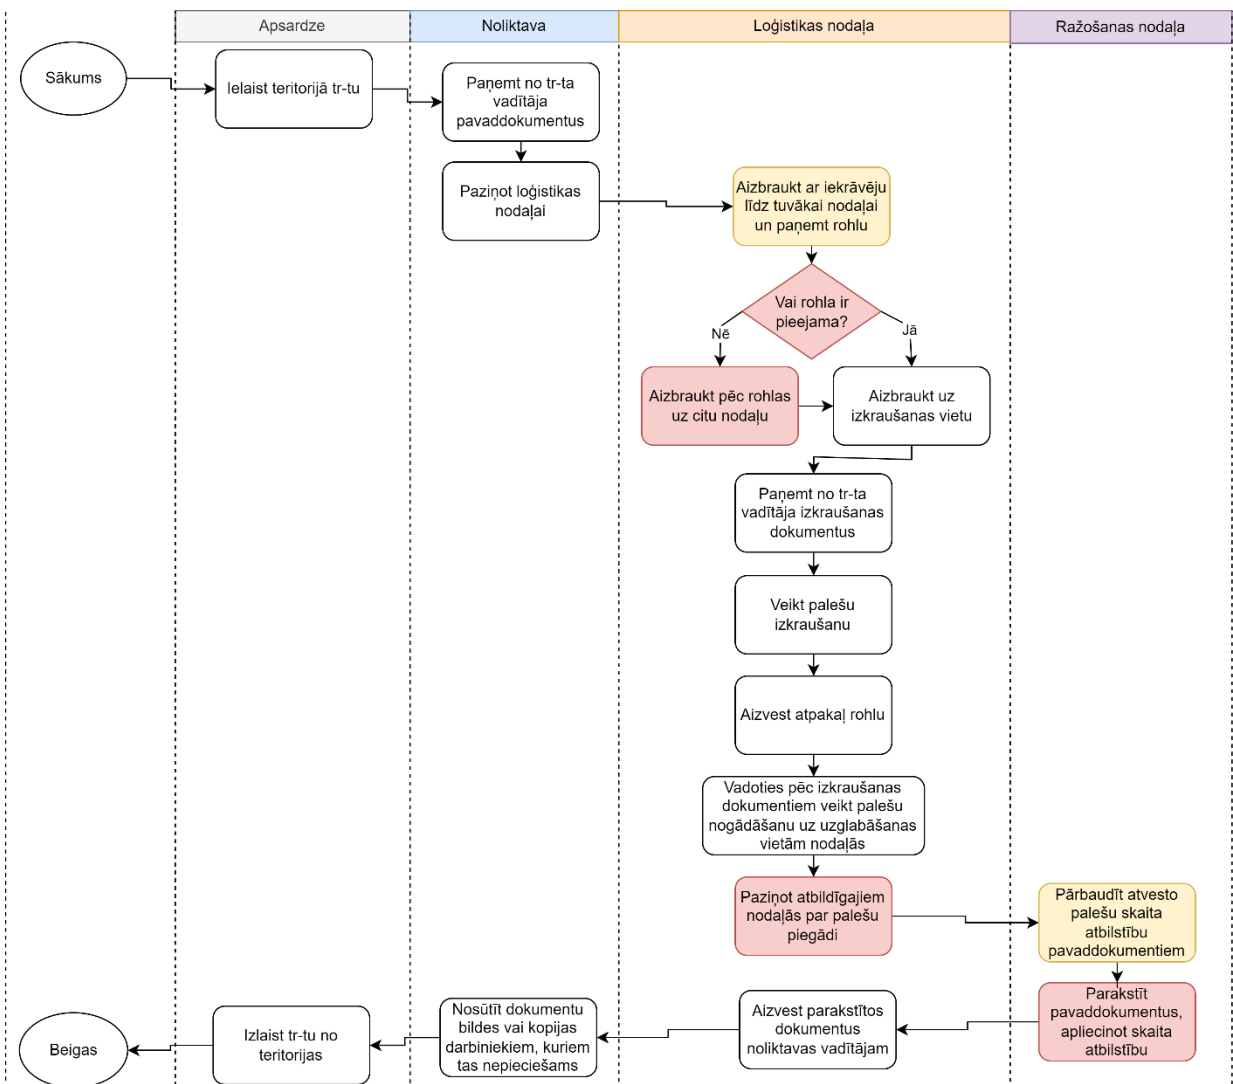 Apsardze
Noliktava
Loģistikas nodaļa
Ražošanas nodaļa
Sākums
Ielaist teritorijā tr-tu
Paņemt no tr-ta
vadītāja
pavaddokumentus
Paziņot loģistikas
nodaļai
Aizbraukt ar iekrāvēju
līdz tuvākai nodaļai
un paņemt rohlu
Vai rohla ir
pieejama?
Nē
Jā
Aizbraukt pēc rohlas
uz citu nodaļu
Aizbraukt uz
izkraušanas vietu
Paņemt no tr-ta
vadītāja izkraušanas
dokumentus
Veikt palešu
izkraušanu
Aizvest atpakaļ rohlu
Vadoties pēc izkraušanas
dokumentiem veikt palešu
nogādāšanu uz uzglabāšanas
vietām nodaļās
Paziņot atbildīgajiem
nodaļās par palešu
piegādi
Pārbaudīt atvesto
palešu skaita
atbilstību
pavaddokumentiem
Parakstīt
pavaddokumentus,
apliecinot skaita
atbilstību
Aizvest parakstītos
dokumentus
noliktavas vadītājam
Nosūtīt dokumentu
bildes vai kopijas
darbiniekiem, kuriem
tas nepieciešams
Izlaist tr-tu no
teritorijas
Beigas